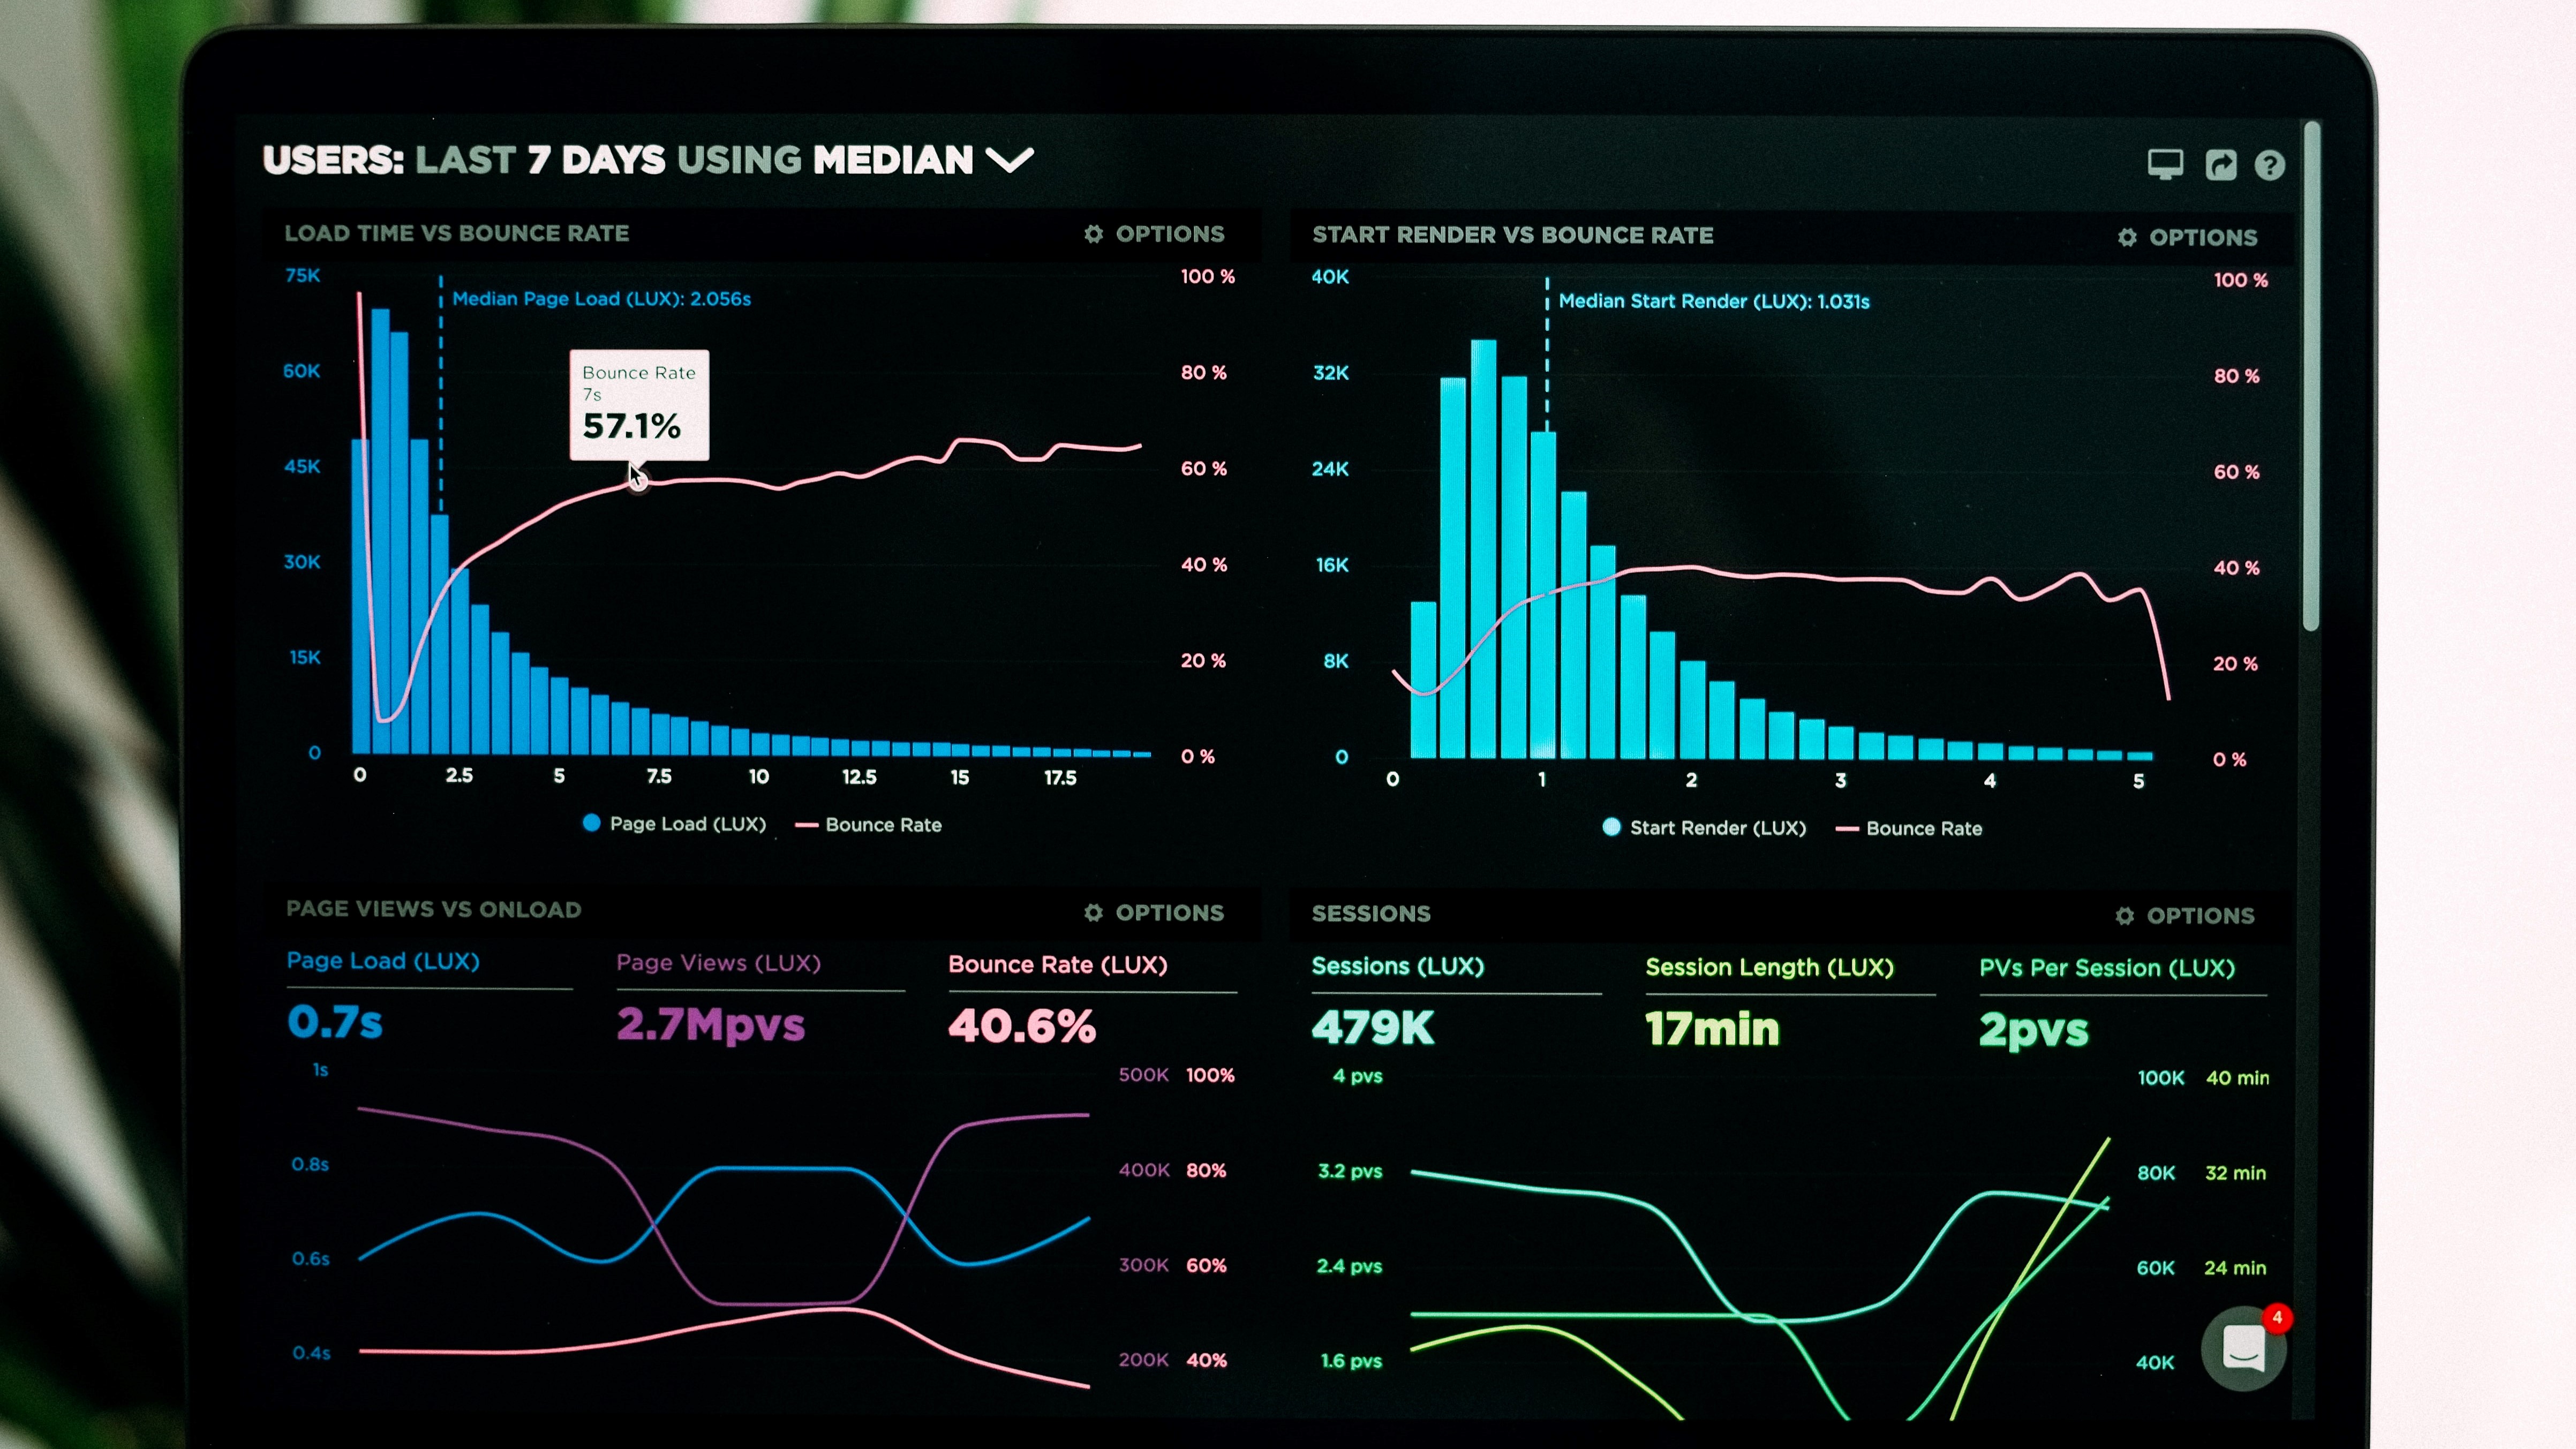 USERS: LAST 7 DAYS USING MEDIAN
LOAD TIME VS BOUNCE RATE
OPTIONS
75K
60K
45K
30K
15K
0
Median Page Load (LUX): 2.056s
Bounce Rate
7s
57.1%
100 %
80 %
60 %
40 %
20 %
0 %
0 2.5 5 7.5 10 12.5 15 17.5
Page Load (LUX) Bounce Rate
START RENDER VS BOUNCE RATE
OPTIONS
40K
32K
24K
16K
8K
0
Median Start Render (LUX): 1.031s
100 %
80 %
60 %
40 %
20 %
0 %
0 1 2 3 4 5
Start Render (LUX) Bounce Rate
PAGE VIEWS VS ONLOAD
OPTIONS
Page Load (LUX) Page Views (LUX) Bounce Rate (LUX)
0.7s 2.7Mpvs 40.6%
1s
0.8s
0.6s
0.4s
500K 100%
400K 80%
300K 60%
200K 40%
SESSIONS
OPTIONS
Sessions (LUX) Session Length (LUX) PVs Per Session (LUX)
479K 17min 2pvs
4 pvs
3.2 pvs
2.4 pvs
1.6 pvs
100K 40 min
80K 32 min
60K 24 min
40K
4